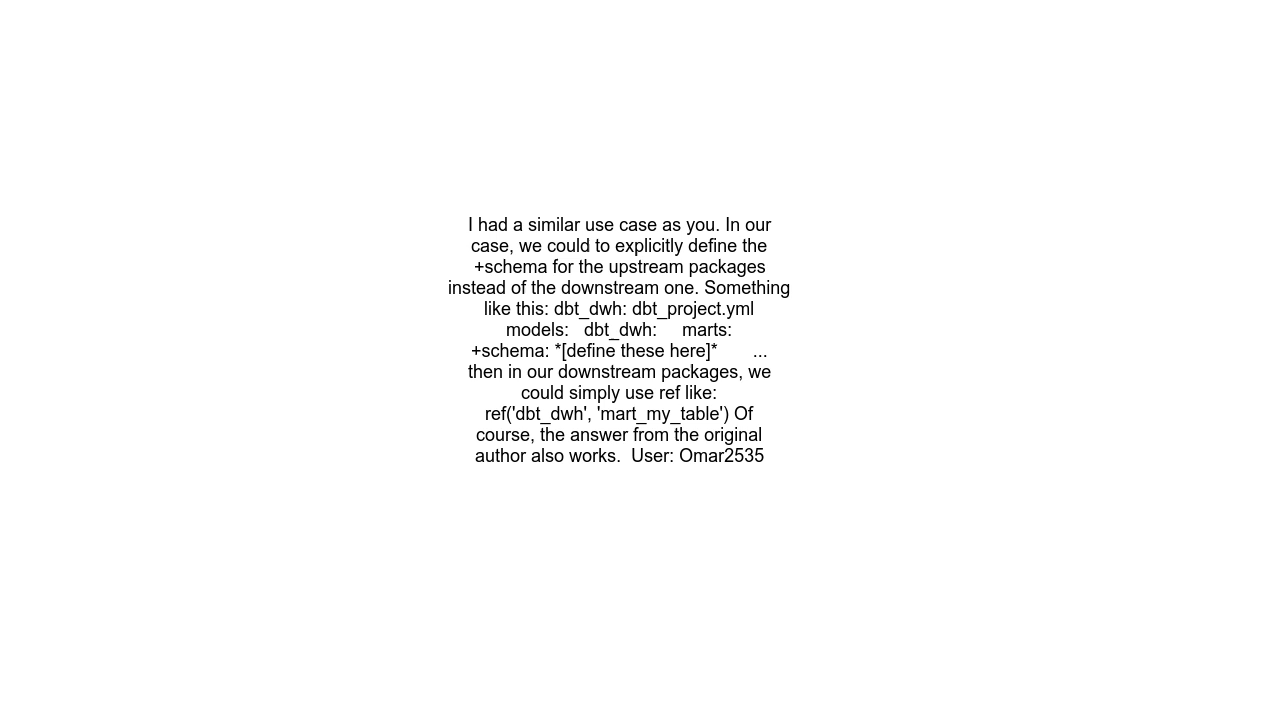 I had a similar use case as you. In our
case, we could to explicitly define the
+schema for the upstream packages
instead of the downstream one. Something
like this: dbt_dwh: dbt_project.yml
models:   dbt_dwh:     marts:
+schema: *[define these here]*       ...
then in our downstream packages, we
could simply use ref like:
ref('dbt_dwh', 'mart_my_table') Of
course, the answer from the original
author also works.  User: Omar2535